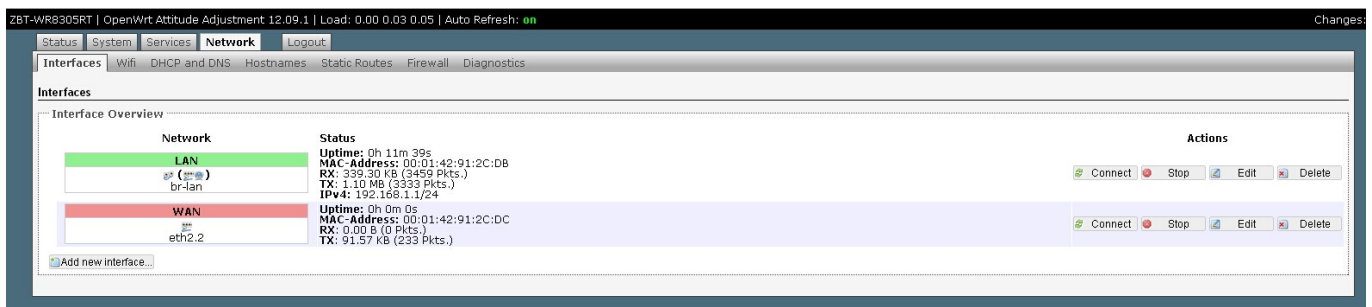 ZBT-WR8305RT | OpenWrt Attitude Adjustment 12.09.1 | Load: 0.00 0.03 0.05 | Auto Refresh: on Changes:
Status System Services Network Logout
Interfaces Wifi DHCP and DNS Hostnames Static Routes Firewall Diagnostics
Interfaces
Interface Overview
Network Status Actions
LAN
br-lan
Uptime: 0h 11m 39s
MAC-Address: 00:01:42:91:2C:DB
RX: 339.30 KB (3459 Pkts.)
TX: 1.10 MB (3333 Pkts.)
IPv4: 192.168.1.1/24
Connect Stop Edit Delete
WAN
eth2.2
Uptime: 0h 0m 0s
MAC-Address: 00:01:42:91:2C:DC
RX: 0.00 B (0 Pkts.)
TX: 91.57 KB (233 Pkts.)
Connect Stop Edit Delete
Add new interface...